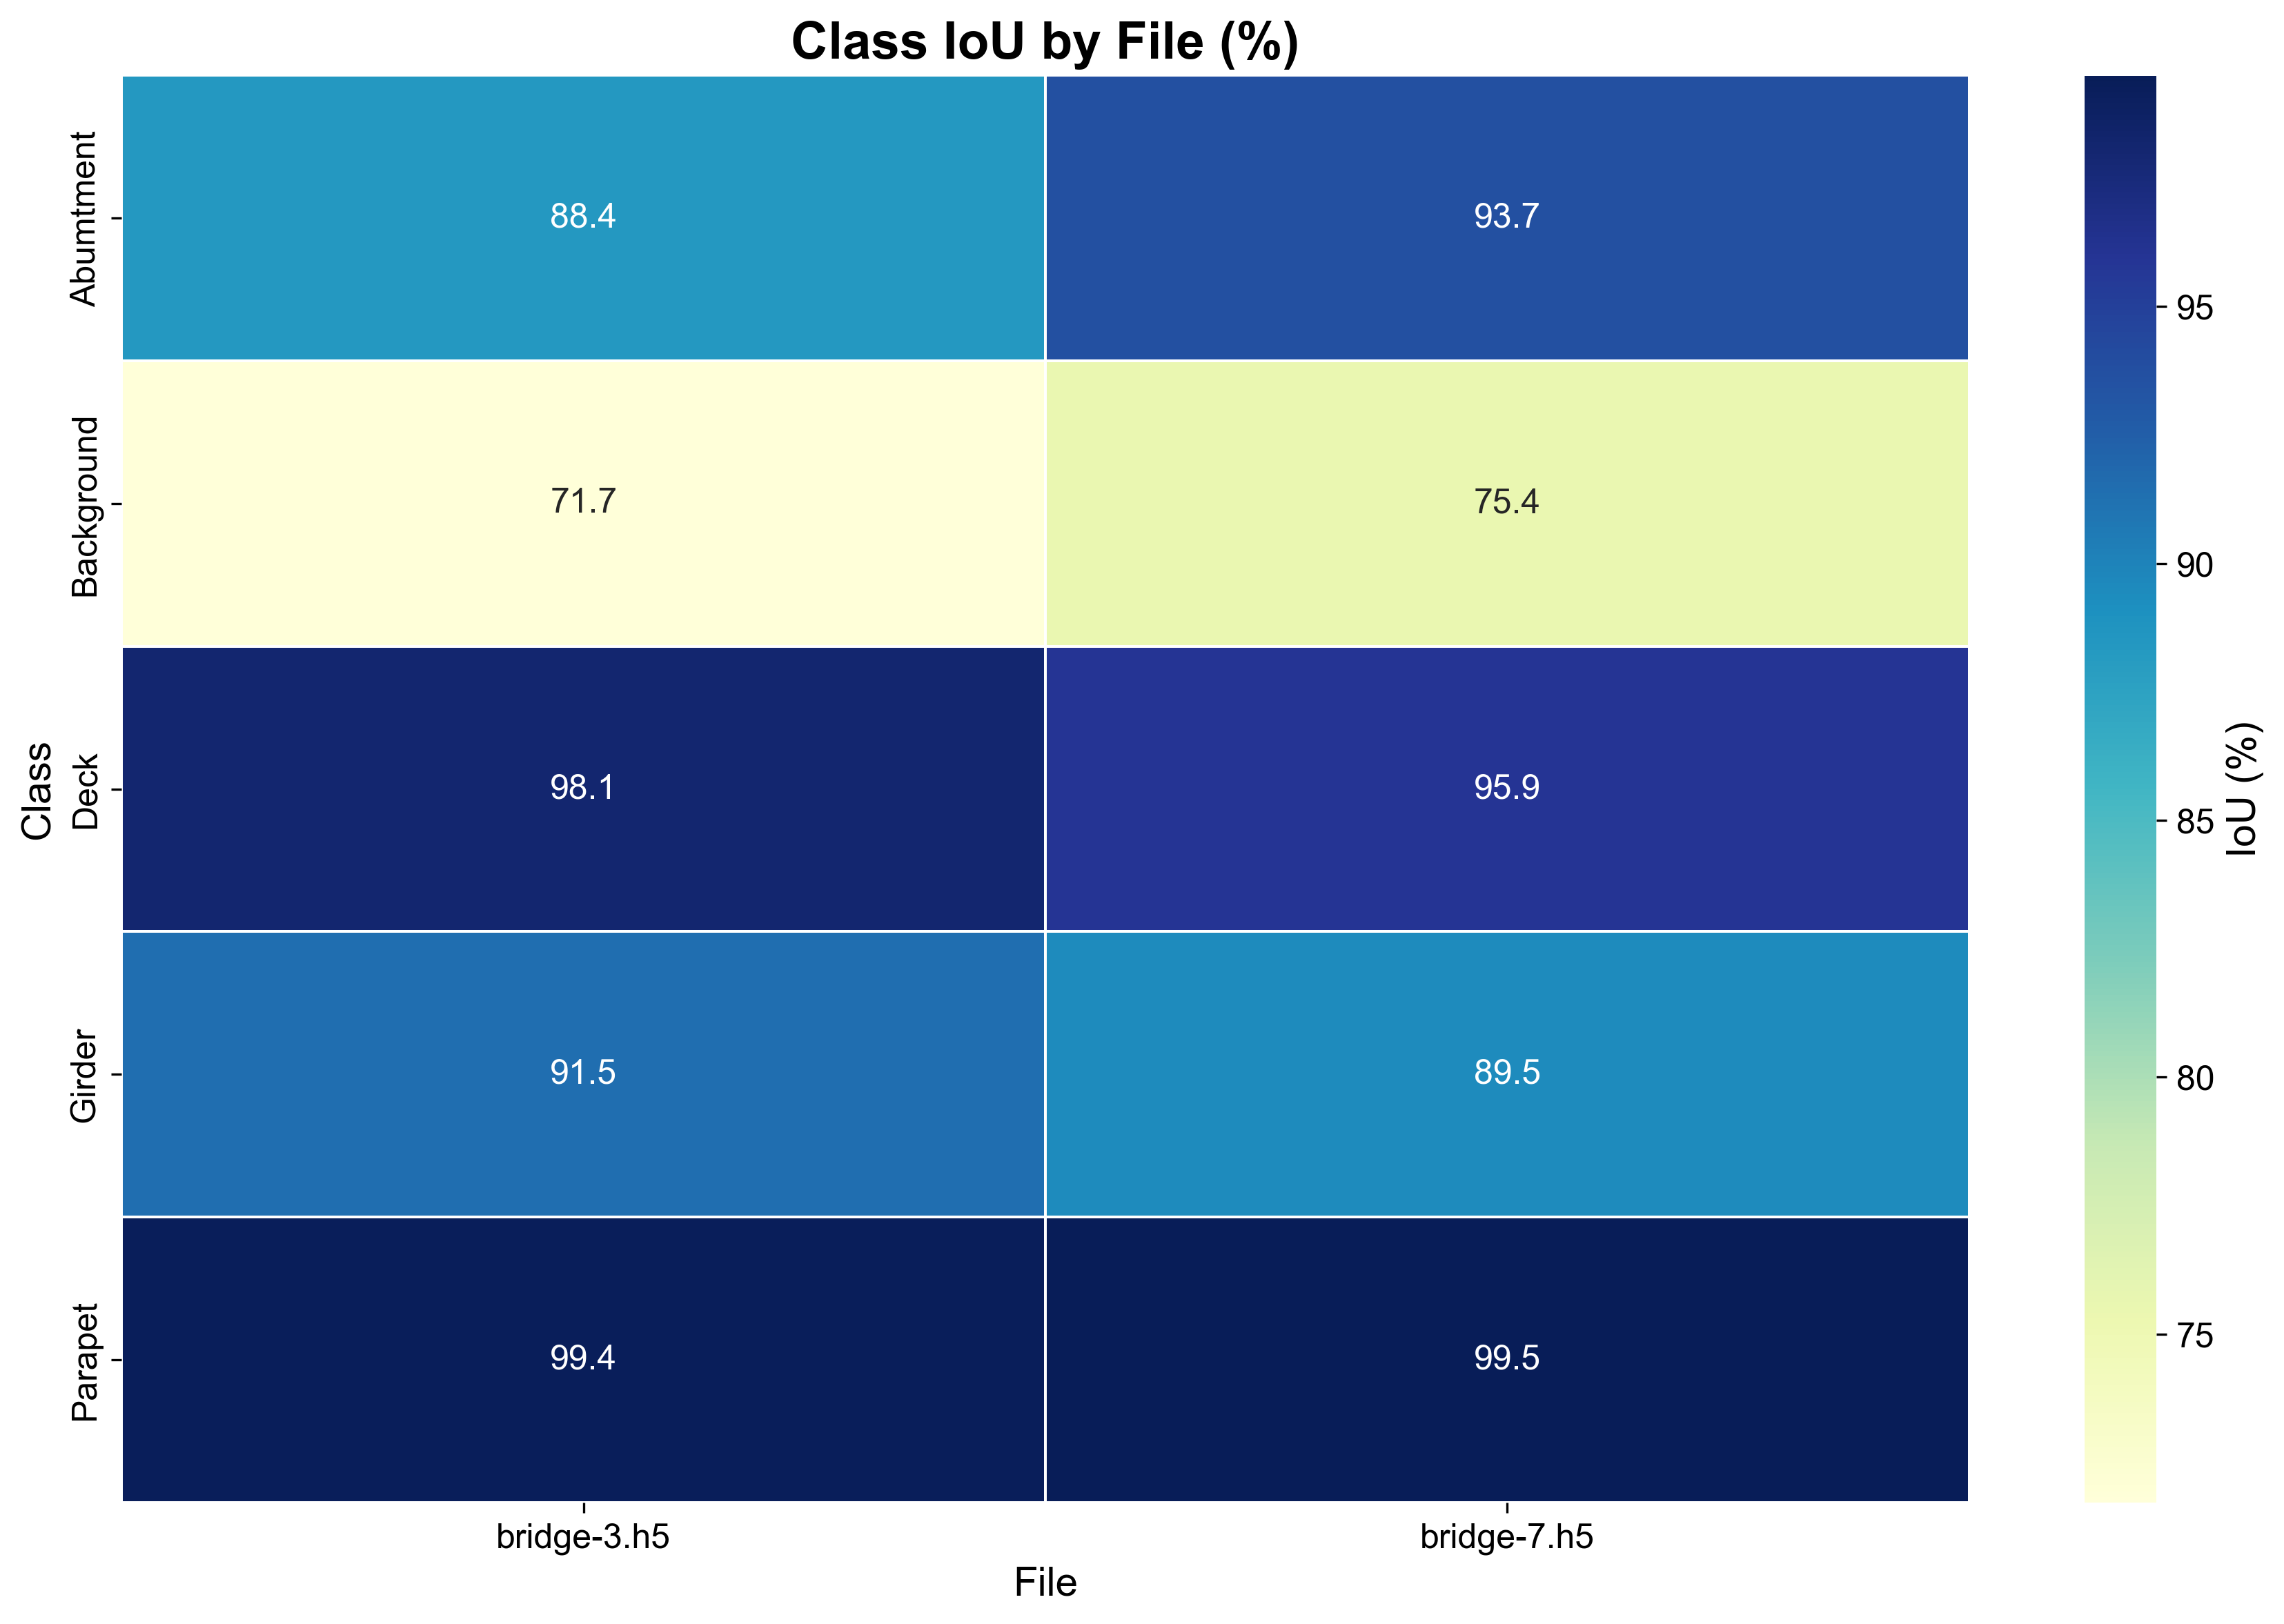 Class IoU by File (%)
Class
Abumtment
88.4
93.7
Background
71.7
75.4
Deck
98.1
95.9
Girder
91.5
89.5
Parapet
99.4
99.5
bridge-3.h5
bridge-7.h5
File
95
90
85
80
75
IoU (%)